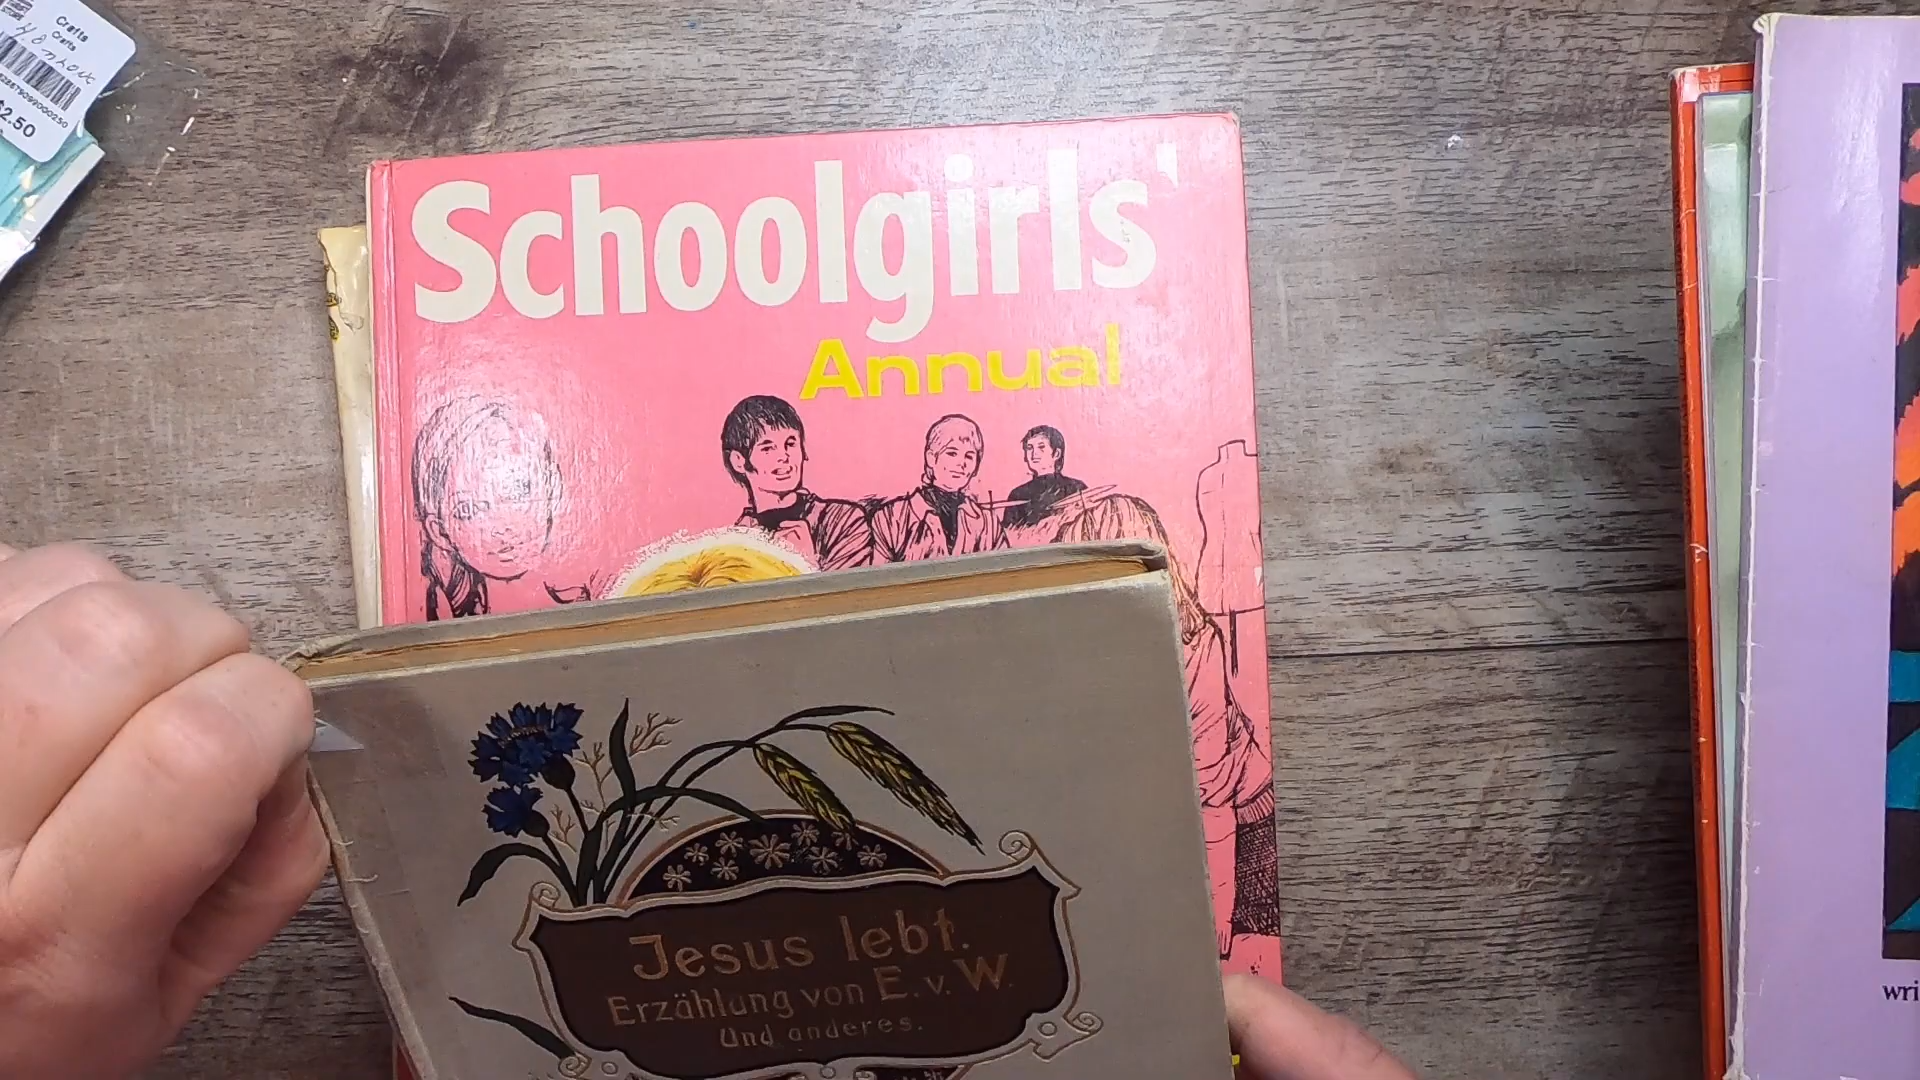 Crafts
Crafts
$2.50
Schoolgirls'
Annual
Jesus lebt.
Erzählung von E. v. W.
Und anderes.
wri